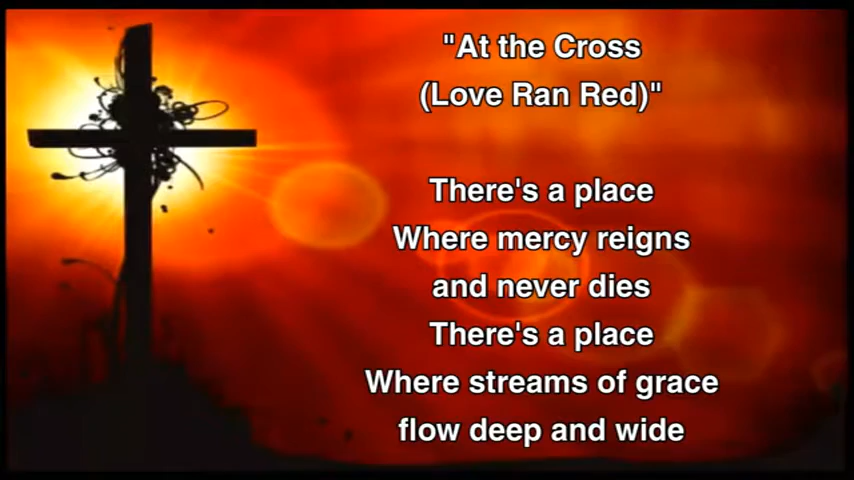 "At the Cross
(Love Ran Red)"
There's a place
Where mercy reigns
and never dies
There's a place
Where streams of grace
flow deep and wide